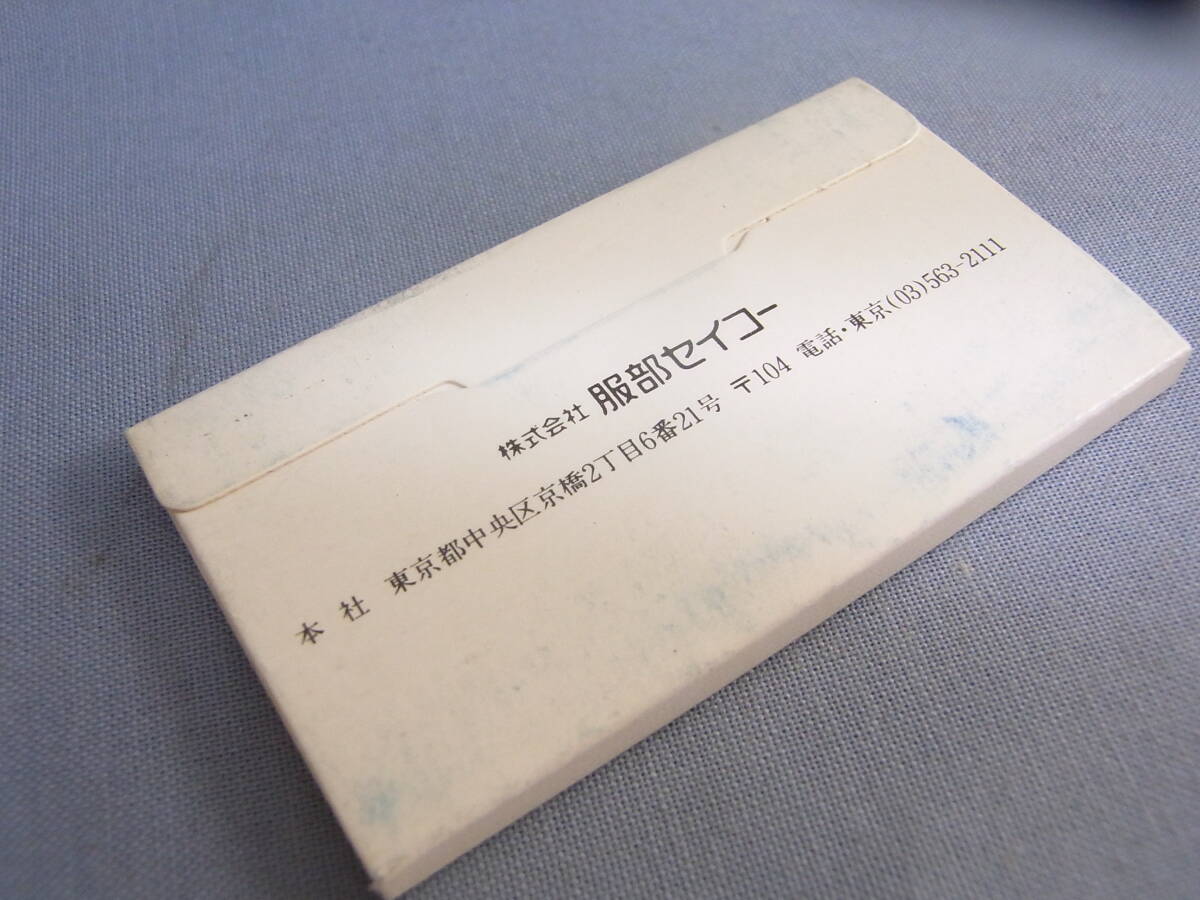 株式会社 服部セイコー
本社 東京都中央区京橋2丁目6番21号 〒104 電話・東京(03)563-2111